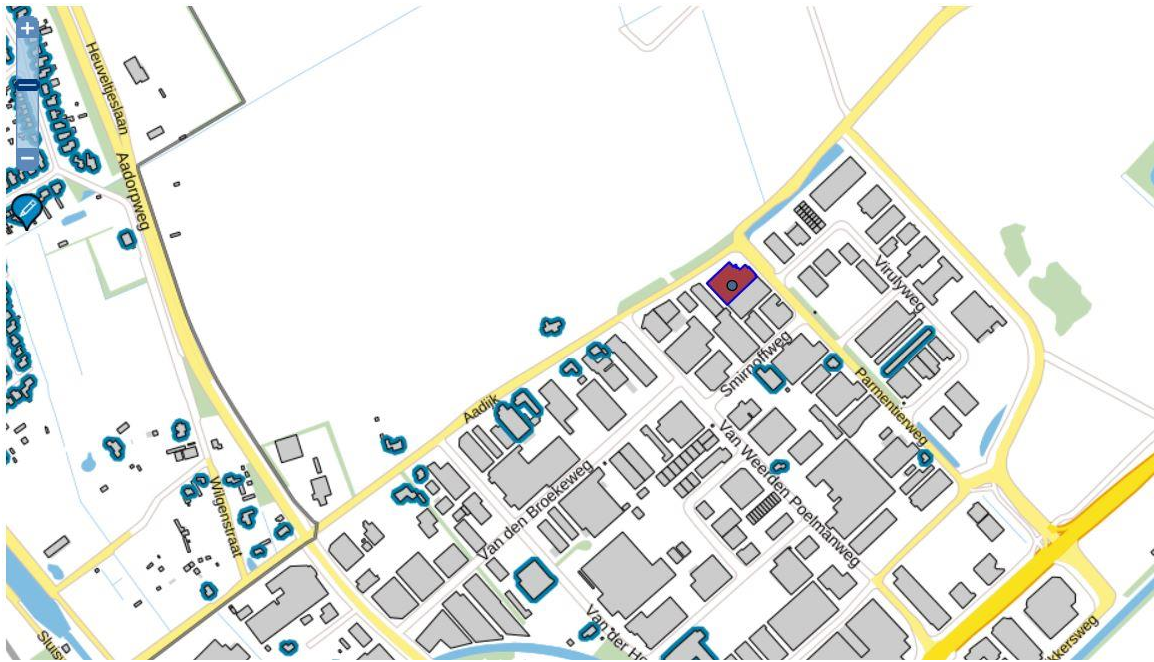 Heuveltjeslaan
Aadorpweg
Virulyweg
Smirnoffweg
Parmentierweg
Aadijk
Van Weerden Poelmanweg
Van den Broekeweg
Wilgenstraat
Van der Ho
Sluis
kkersweg